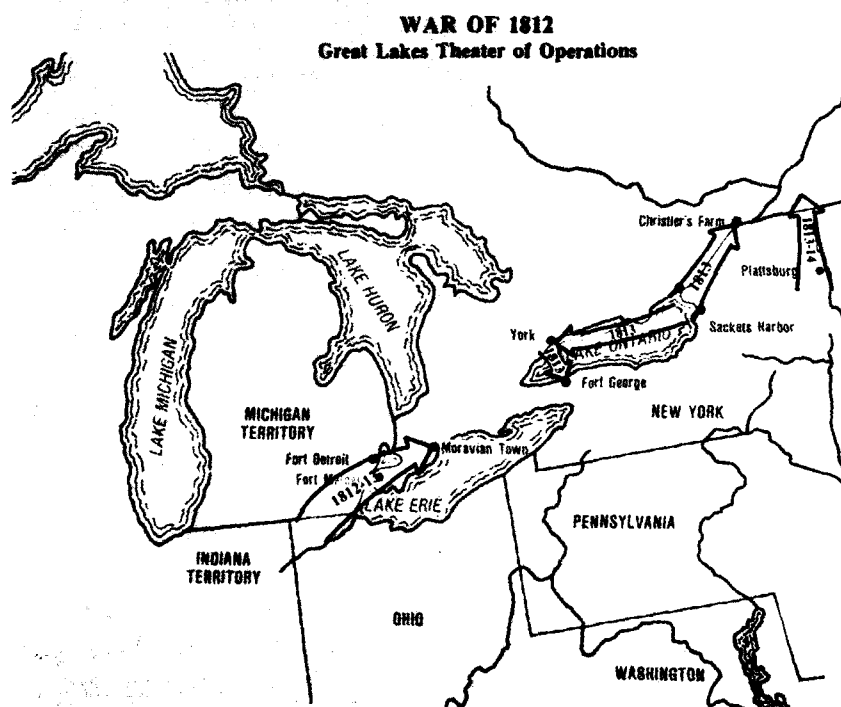 WAR OF 1812
Great Lakes Theater of Operations
Christler's Farm
1813-14
1813
Plattsburg
LAKE HURON
LAKE MICHIGAN
York
1813
Sackets Harbor
LAKE ONTARIO
1813
Fort George
MICHIGAN
TERRITORY
NEW YORK
Fort Detroit
Moravian Town
Fort
1812-13
LAKE ERIE
PENNSYLVANIA
INDIANA
TERRITORY
OHIO
WASHINGTON